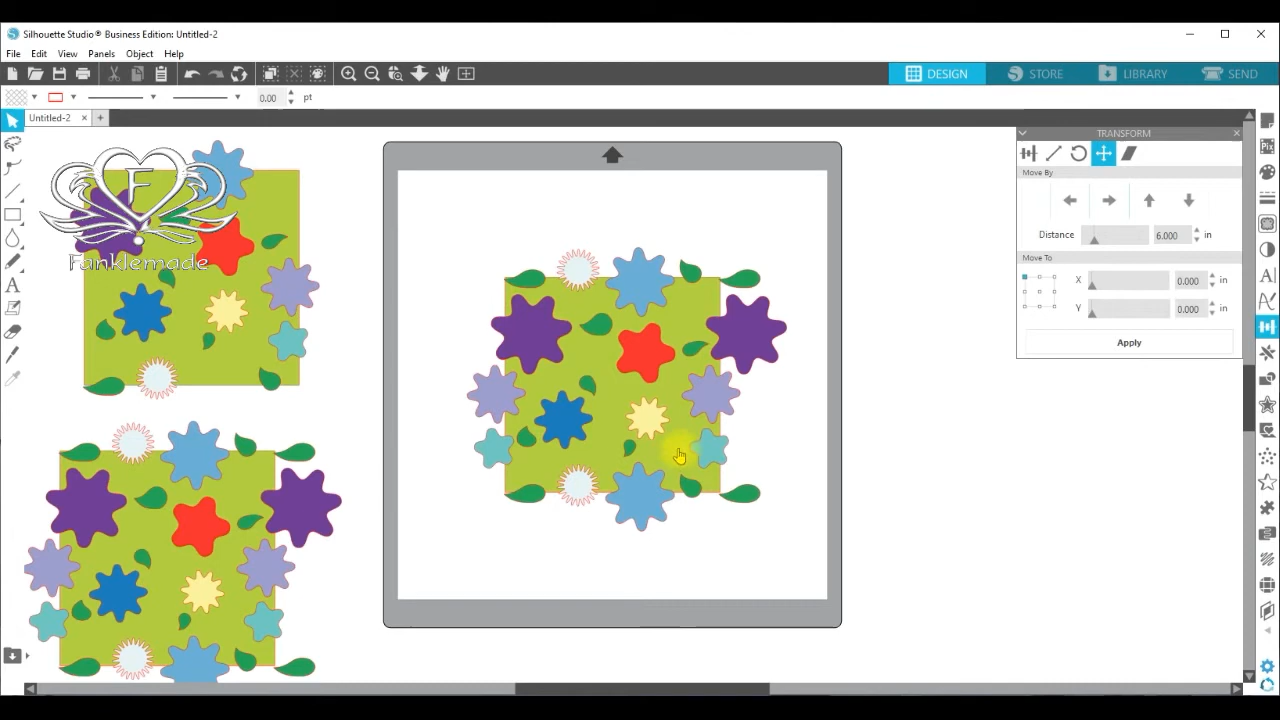 Silhouette Studio® Business Edition: Untitled-2
File Edit View Panels Object Help
DESIGN STORE LIBRARY SEND
0.00 pt
Untitled-2
TRANSFORM
Pix
Move By
Distance 6.000 in
Move To
X 0.000 in
Y 0.000 in
Apply
F
Fanklemade
A
A